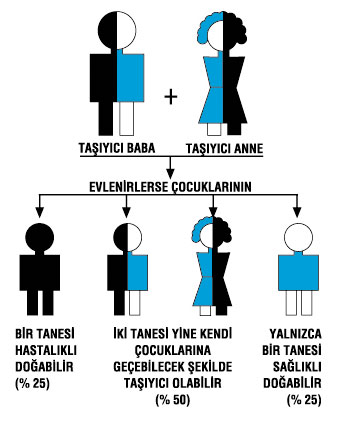 +
TAŞIYICI BABA
TAŞIYICI ANNE
EVLENİRLERSE ÇOCUKLARININ
BİR TANESİ
HASTALIKLI
DOĞABİLİR
(% 25)
İKİ TANESİ YİNE KENDİ
ÇOCUKLARINA
GEÇEBİLECEK ŞEKİLDE
TAŞIYICI OLABİLİR
(% 50)
YALNIZCA
BİR TANESİ
SAĞLIKLI
DOĞABİLİR
(% 25)